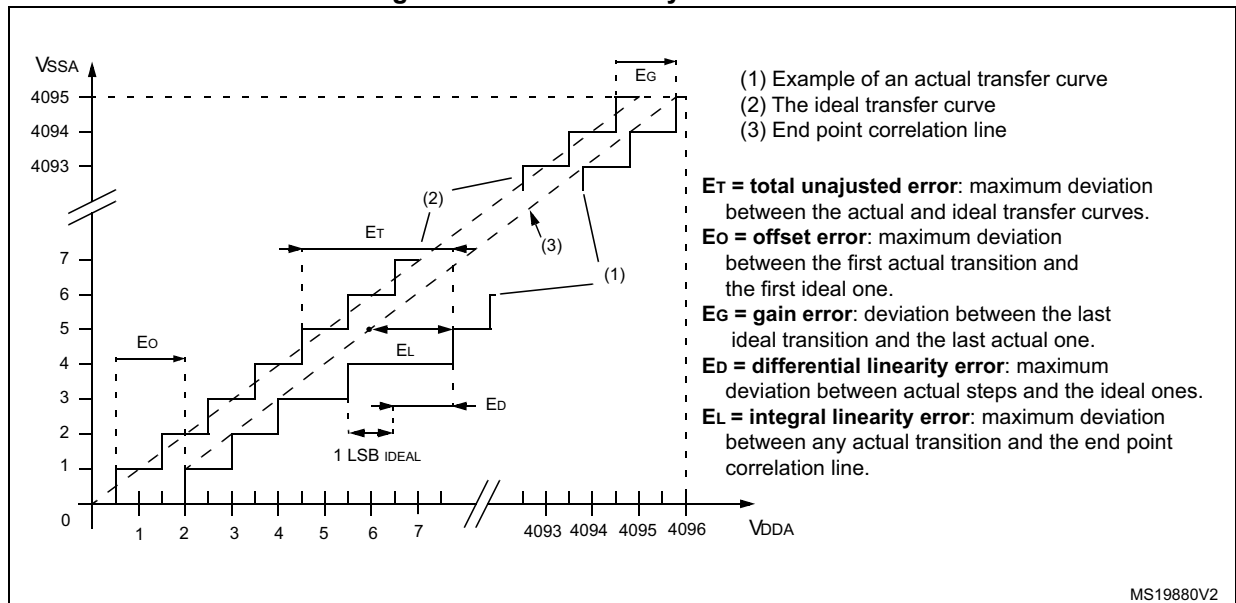 VSSA
4095
4094
4093
7
6
5
4
3
2
1
0
1 2 3 4 5 6 7
4093 4094 4095 4096
VDDA
EG
(2)
ET
(3)
(1)
EO
EL
ED
1 LSB IDEAL
(1) Example of an actual transfer curve
(2) The ideal transfer curve
(3) End point correlation line
ET = total unajusted error: maximum deviation
between the actual and ideal transfer curves.
EO = offset error: maximum deviation
between the first actual transition and
the first ideal one.
EG = gain error: deviation between the last
ideal transition and the last actual one.
ED = differential linearity error: maximum
deviation between actual steps and the ideal ones.
EL = integral linearity error: maximum deviation
between any actual transition and the end point
correlation line.
MS19880V2